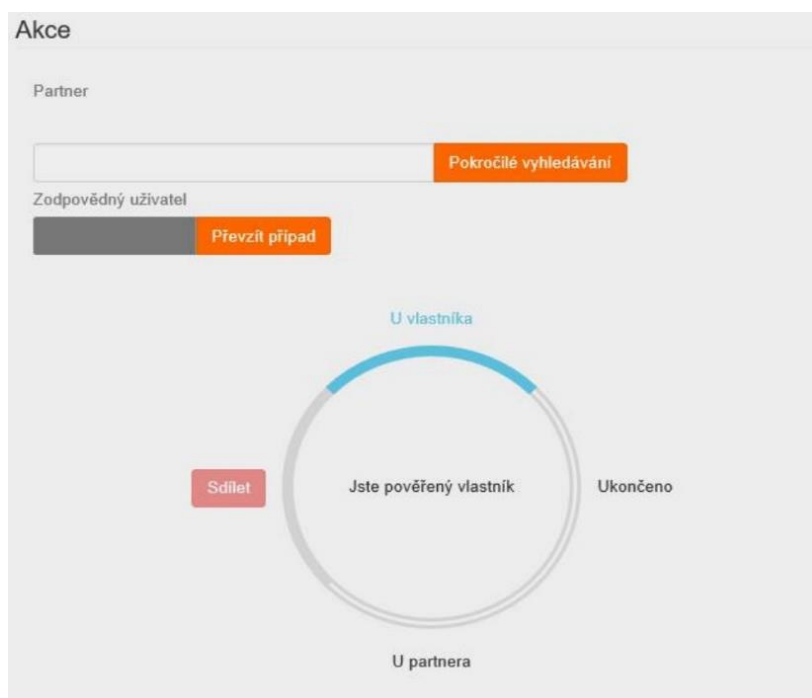 Akce
Partner
Pokročilé vyhledávání
Zodpovědný uživatel
Převzít případ
U vlastníka
Sdílet
Jste pověřený vlastník
Ukončeno
U partnera